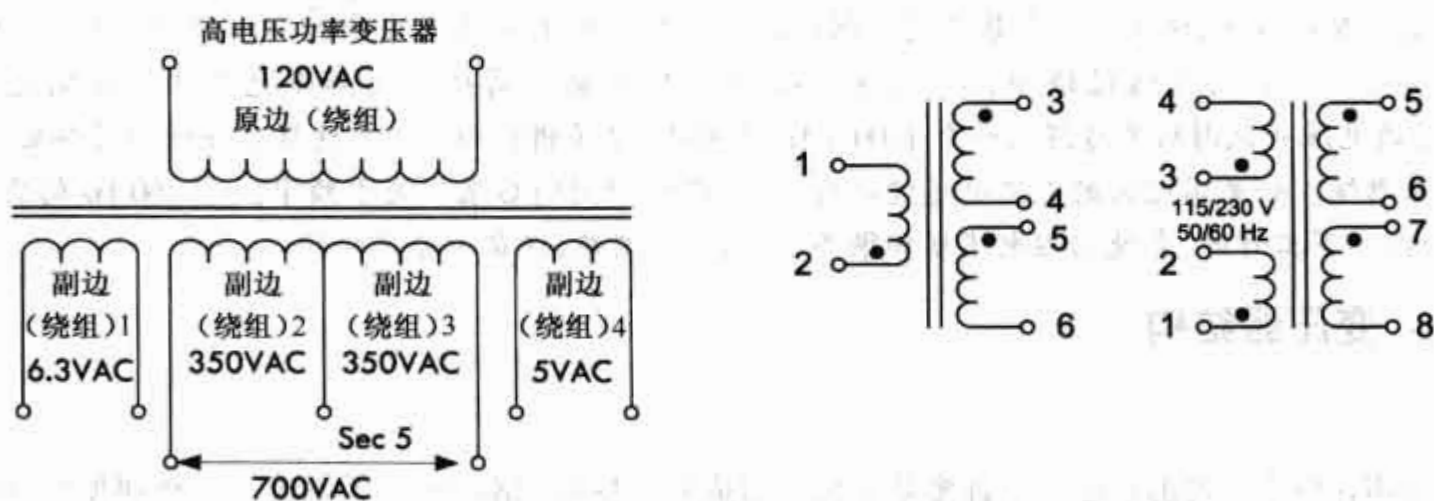 高电压功率变压器
120VAC
原边（绕组）
副边
（绕组）1
6.3VAC
副边
（绕组）2
350VAC
副边
（绕组）3
350VAC
副边
（绕组）4
5VAC
Sec 5
700VAC
1
2
3
4
5
6
4
3
115/230 V
50/60 Hz
2
1
5
6
7
8